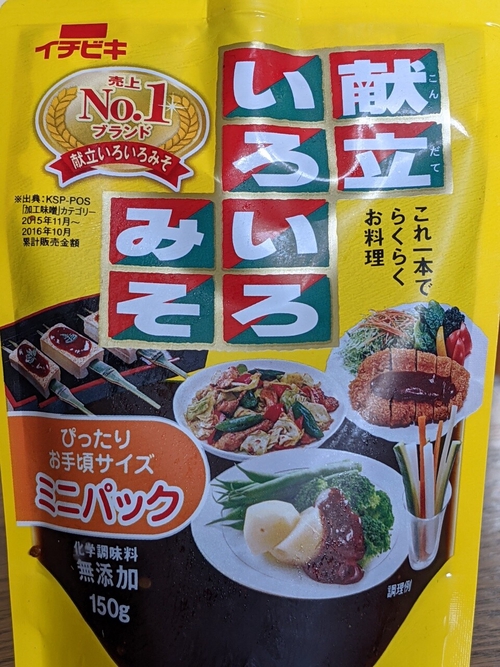 イチビキ
売上
No.1
ブランド
献立いろいろみそ
※出典:KSP-POS
「加工味噌」カテゴリー
2015年11月~
2016年10月
累計販売金額
献立
こんだて
いろいろ
みそ
これ一本で
らくらく
お料理
ぴったり
お手頃サイズ
ミニパック
化学調味料
無添加
150g
調理例